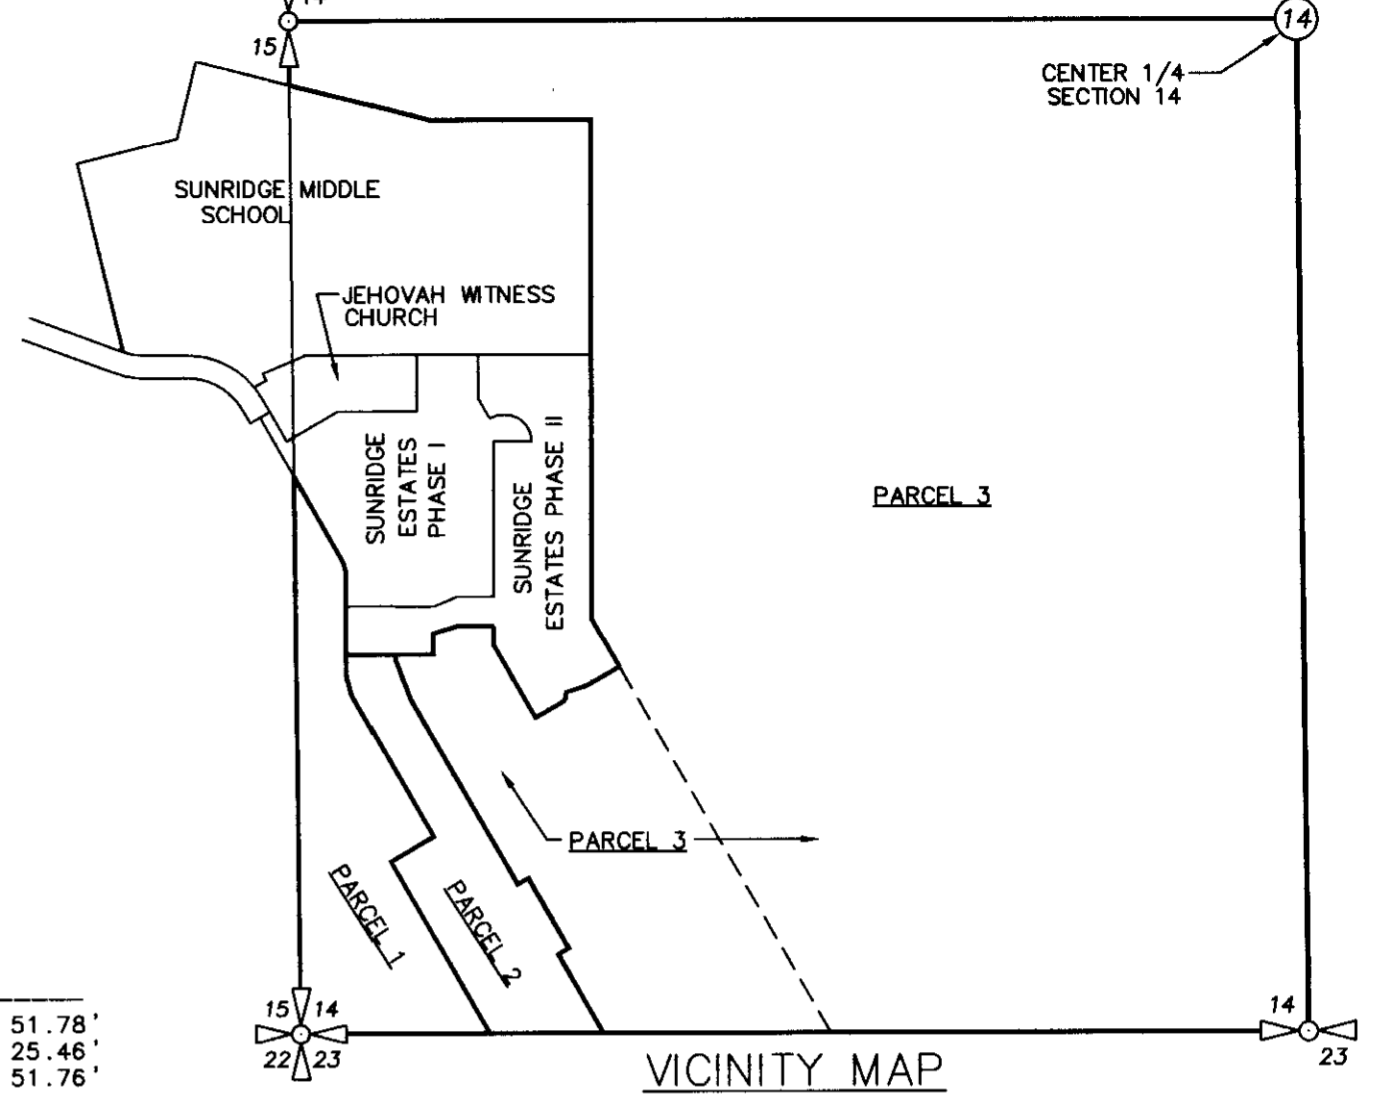 14
15
CENTER 1/4
SECTION 14
SUNRIDGE MIDDLE
SCHOOL
JEHOVAH WITNESS
CHURCH
SUNRIDGE
ESTATES
PHASE I
SUNRIDGE
ESTATES PHASE II
PARCEL 3
PARCEL 3
PARCEL 1
PARCEL 2
15 14
22 23
14
23
51.78'
25.46'
51.76'
VICINITY MAP